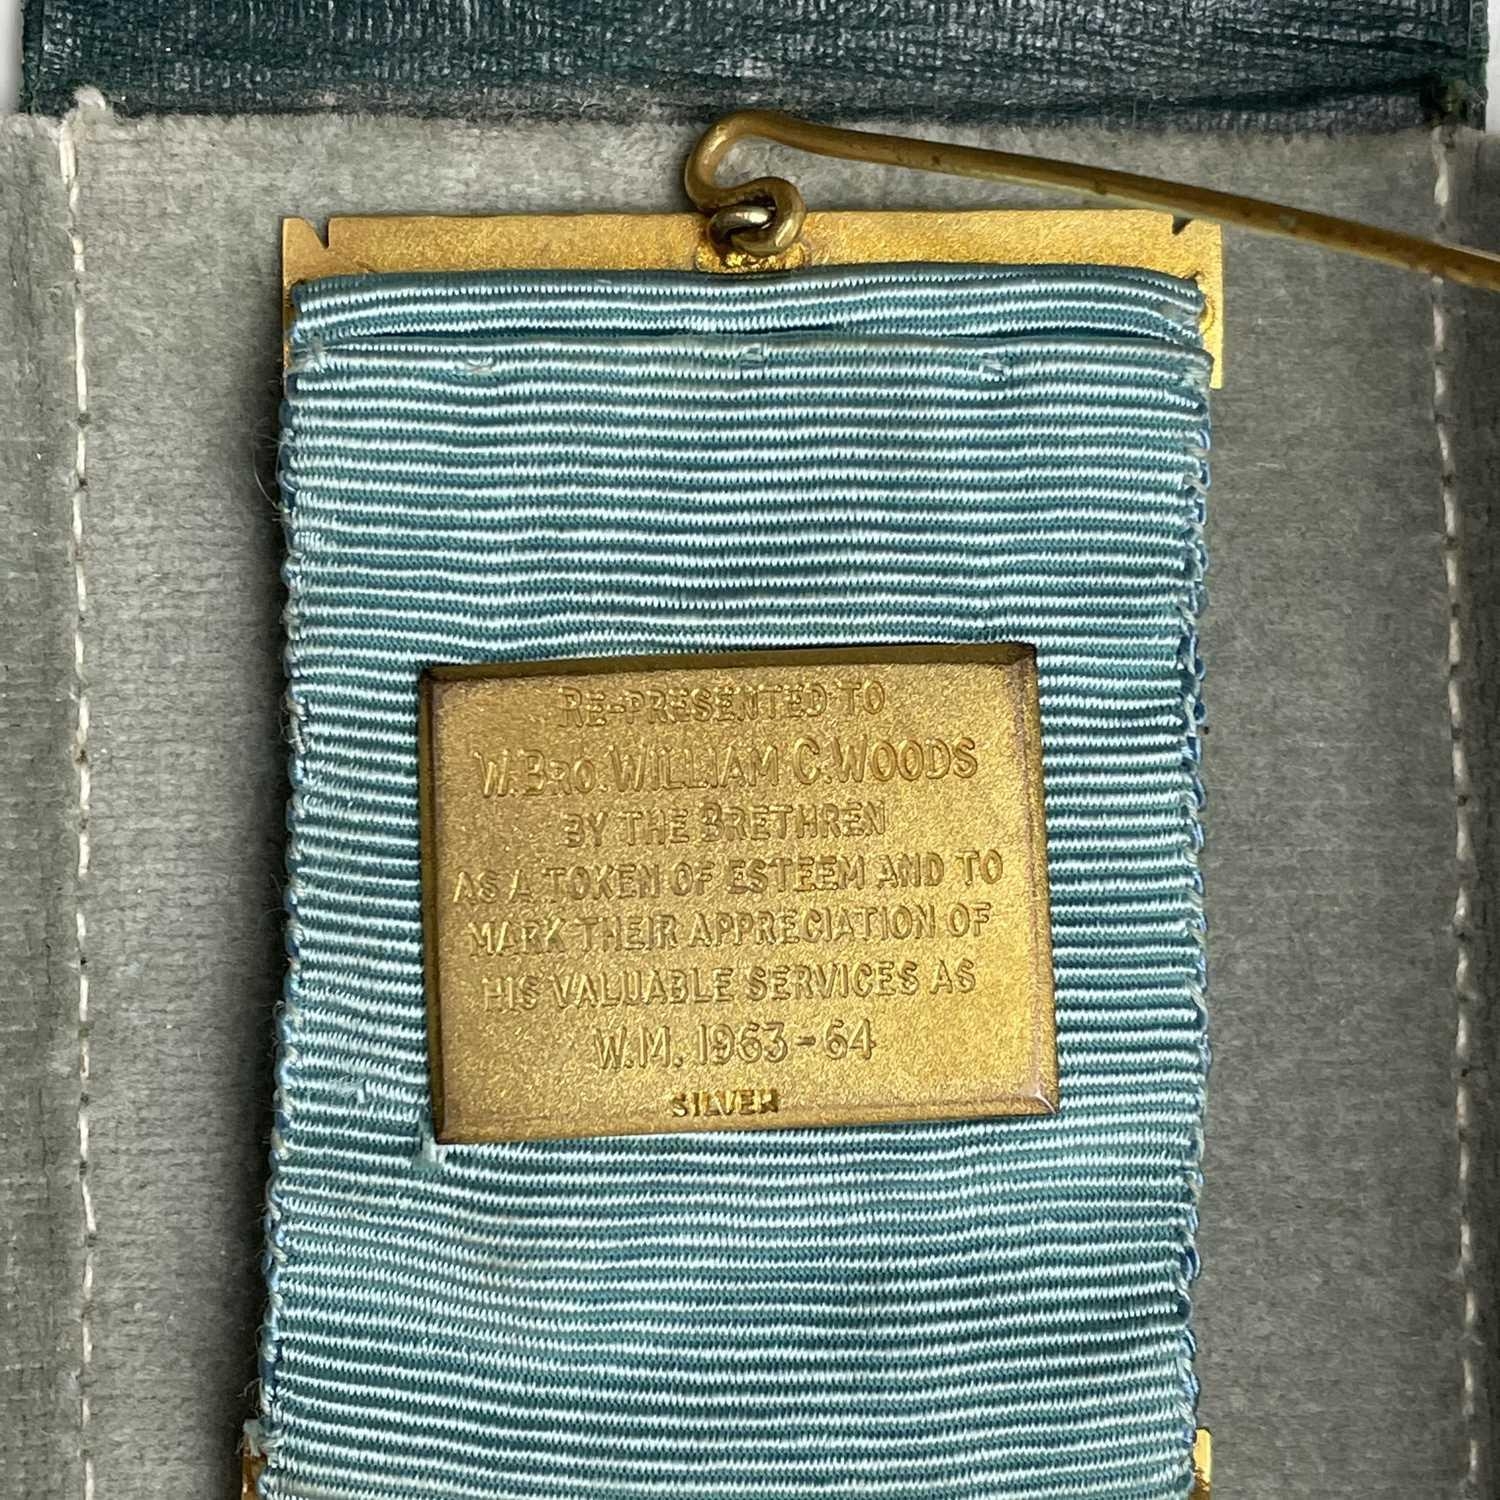 RE-PRESENTED TO
W. BRO. WILLIAM C. WOODS
BY THE BRETHREN
AS A TOKEN OF ESTEEM AND TO
MARK THEIR APPRECIATION OF
HIS VALUABLE SERVICES AS
W.M. 1963-64
SILVER